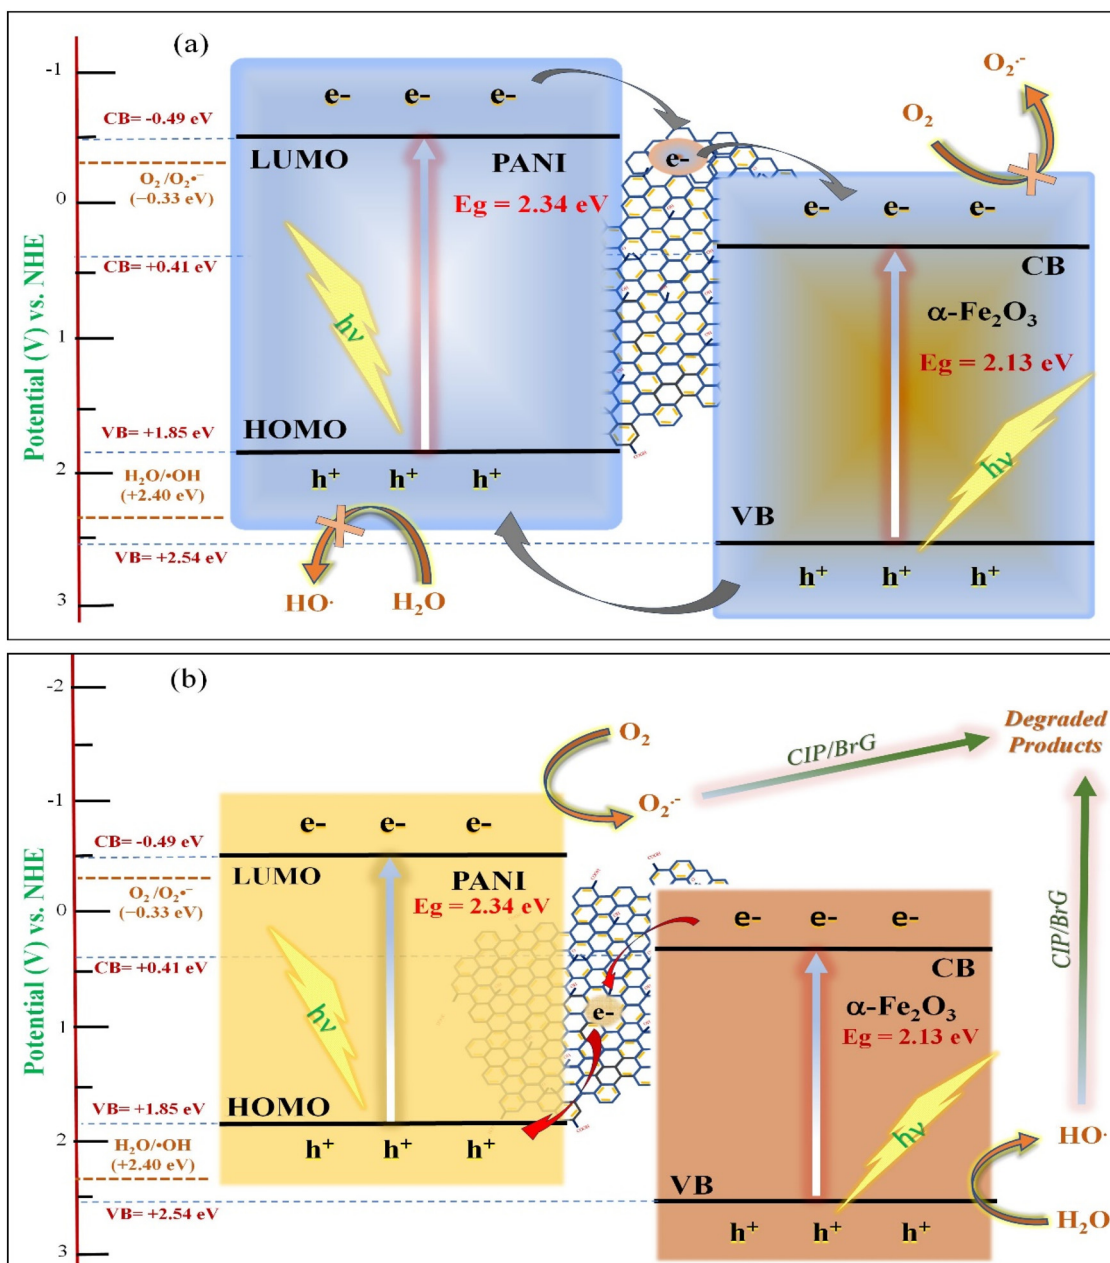 (a)
Potential (V) vs. NHE
-1
0
1
2
3
CB= -0.49 eV
O₂/O₂•⁻
(−0.33 eV)
CB= +0.41 eV
VB= +1.85 eV
H₂O/•OH
(+2.40 eV)
VB= +2.54 eV
e- e- e-
LUMO
PANI
Eg = 2.34 eV
hν
HOMO
h⁺ h⁺ h⁺
HO·
H₂O
e-
COOH
O₂
O₂·⁻
e- e- e-
CB
α-Fe₂O₃
Eg = 2.13 eV
hν
VB
h⁺ h⁺ h⁺
(b)
Potential (V) vs. NHE
-2
-1
0
1
2
3
CB= -0.49 eV
O₂/O₂•⁻
(−0.33 eV)
CB= +0.41 eV
VB= +1.85 eV
H₂O/•OH
(+2.40 eV)
VB= +2.54 eV
e- e- e-
LUMO
PANI
Eg = 2.34 eV
hν
HOMO
h⁺ h⁺ h⁺
O₂
O₂·⁻
CIP/BrG
Degraded
Products
CIP/BrG
COOH
COOH
e-
COOH
e- e- e-
CB
α-Fe₂O₃
Eg = 2.13 eV
hν
VB
h⁺ h⁺ h⁺
HO·
H₂O